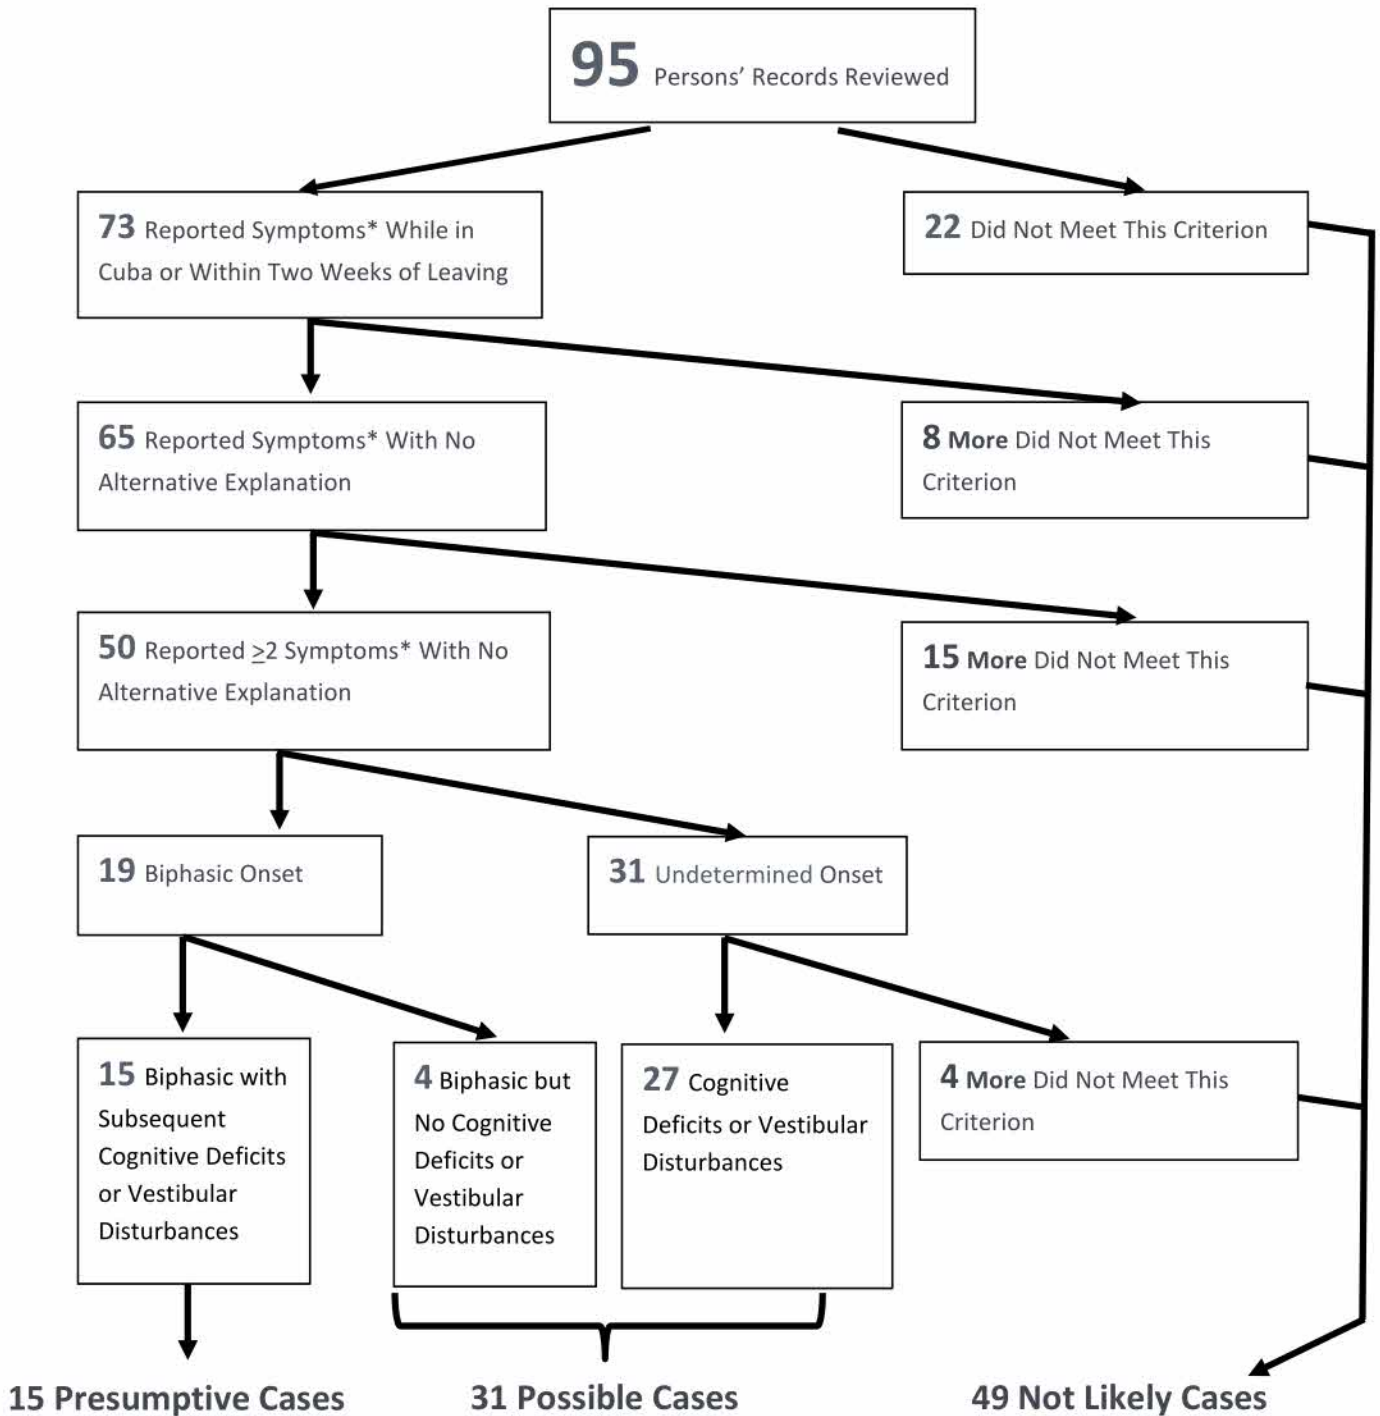 95 Persons’ Records Reviewed
73 Reported Symptoms* While in
Cuba or Within Two Weeks of Leaving
22 Did Not Meet This Criterion
65 Reported Symptoms* With No
Alternative Explanation
8 More Did Not Meet This
Criterion
50 Reported ≥2 Symptoms* With No
Alternative Explanation
15 More Did Not Meet This
Criterion
19 Biphasic Onset
31 Undetermined Onset
15 Biphasic with
Subsequent
Cognitive Deficits
or Vestibular
Disturbances
4 Biphasic but
No Cognitive
Deficits or
Vestibular
Disturbances
27 Cognitive
Deficits or Vestibular
Disturbances
4 More Did Not Meet This
Criterion
15 Presumptive Cases
31 Possible Cases
49 Not Likely Cases